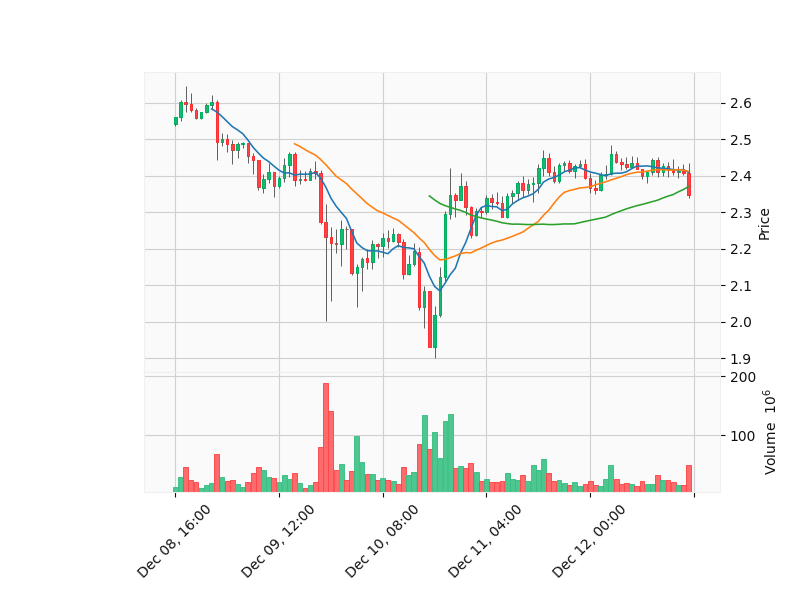 2.6
2.5
2.4
2.3
2.2
2.1
2.0
1.9
Price
200
100
Volume 10⁶
Dec 08, 16:00
Dec 09, 12:00
Dec 10, 08:00
Dec 11, 04:00
Dec 12, 00:00